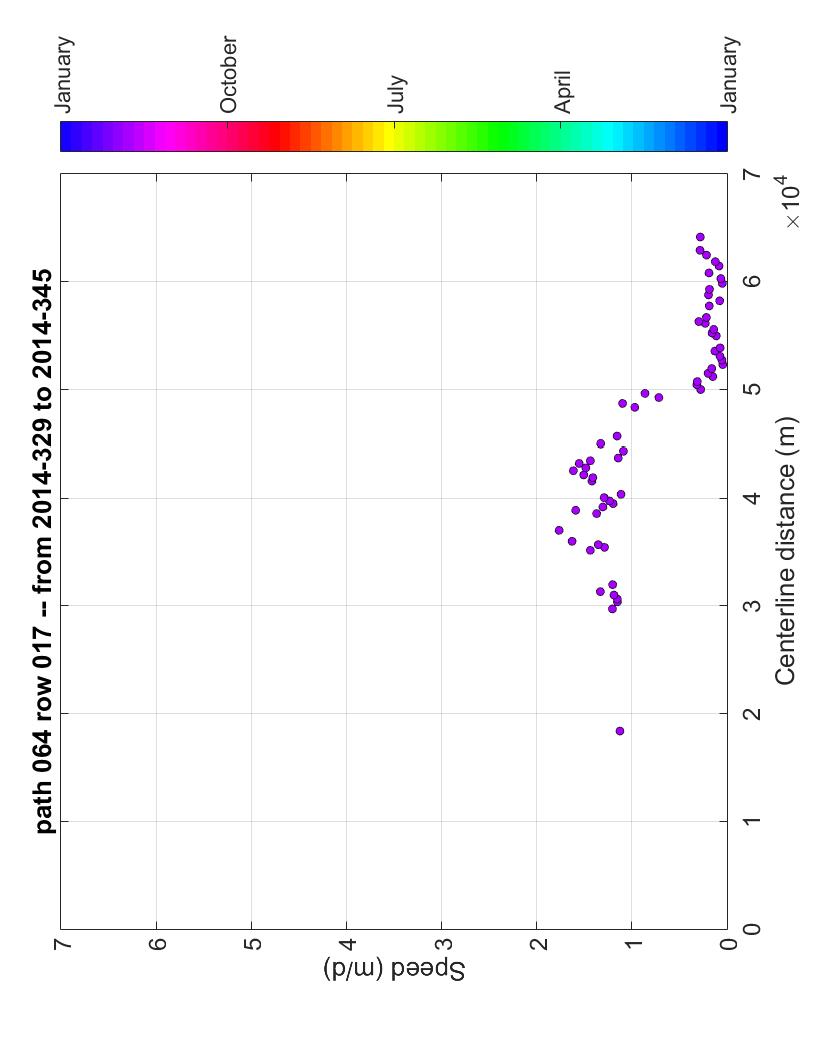 path 064 row 017 -- from 2014-329 to 2014-345
7
6
5
4
3
2
1
0
Speed (m/d)
0 1 2 3 4 5 6 7
×10⁴
Centerline distance (m)
January
October
July
April
January